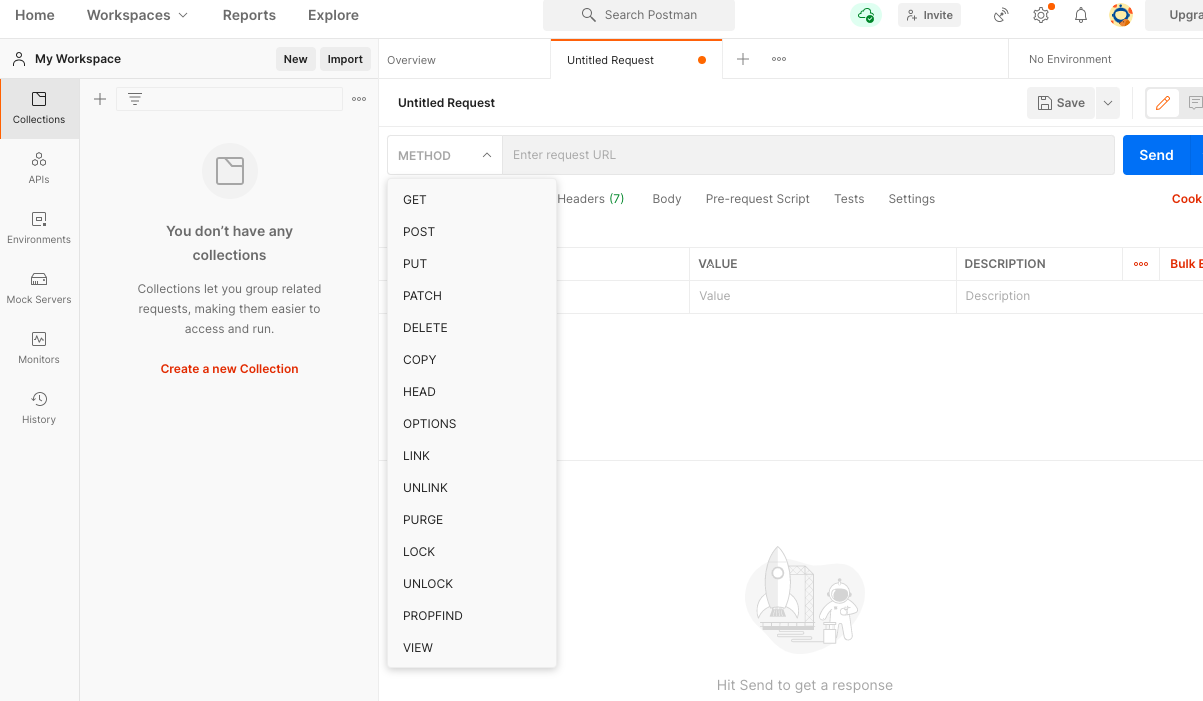 Home
Workspaces
Reports
Explore
Search Postman
Invite
My Workspace
New
Import
Overview
Untitled Request
No Environment
Collections
APIs
Environments
Mock Servers
Monitors
History
You don’t have any
collections
Collections let you group related
requests, making them easier to
access and run.
Create a new Collection
Untitled Request
Save
METHOD
Enter request URL
Send
GET
POST
PUT
PATCH
DELETE
COPY
HEAD
OPTIONS
LINK
UNLINK
PURGE
LOCK
UNLOCK
PROPFIND
VIEW
Headers (7)
Body
Pre-request Script
Tests
Settings
VALUE
DESCRIPTION
Value
Description
Hit Send to get a response